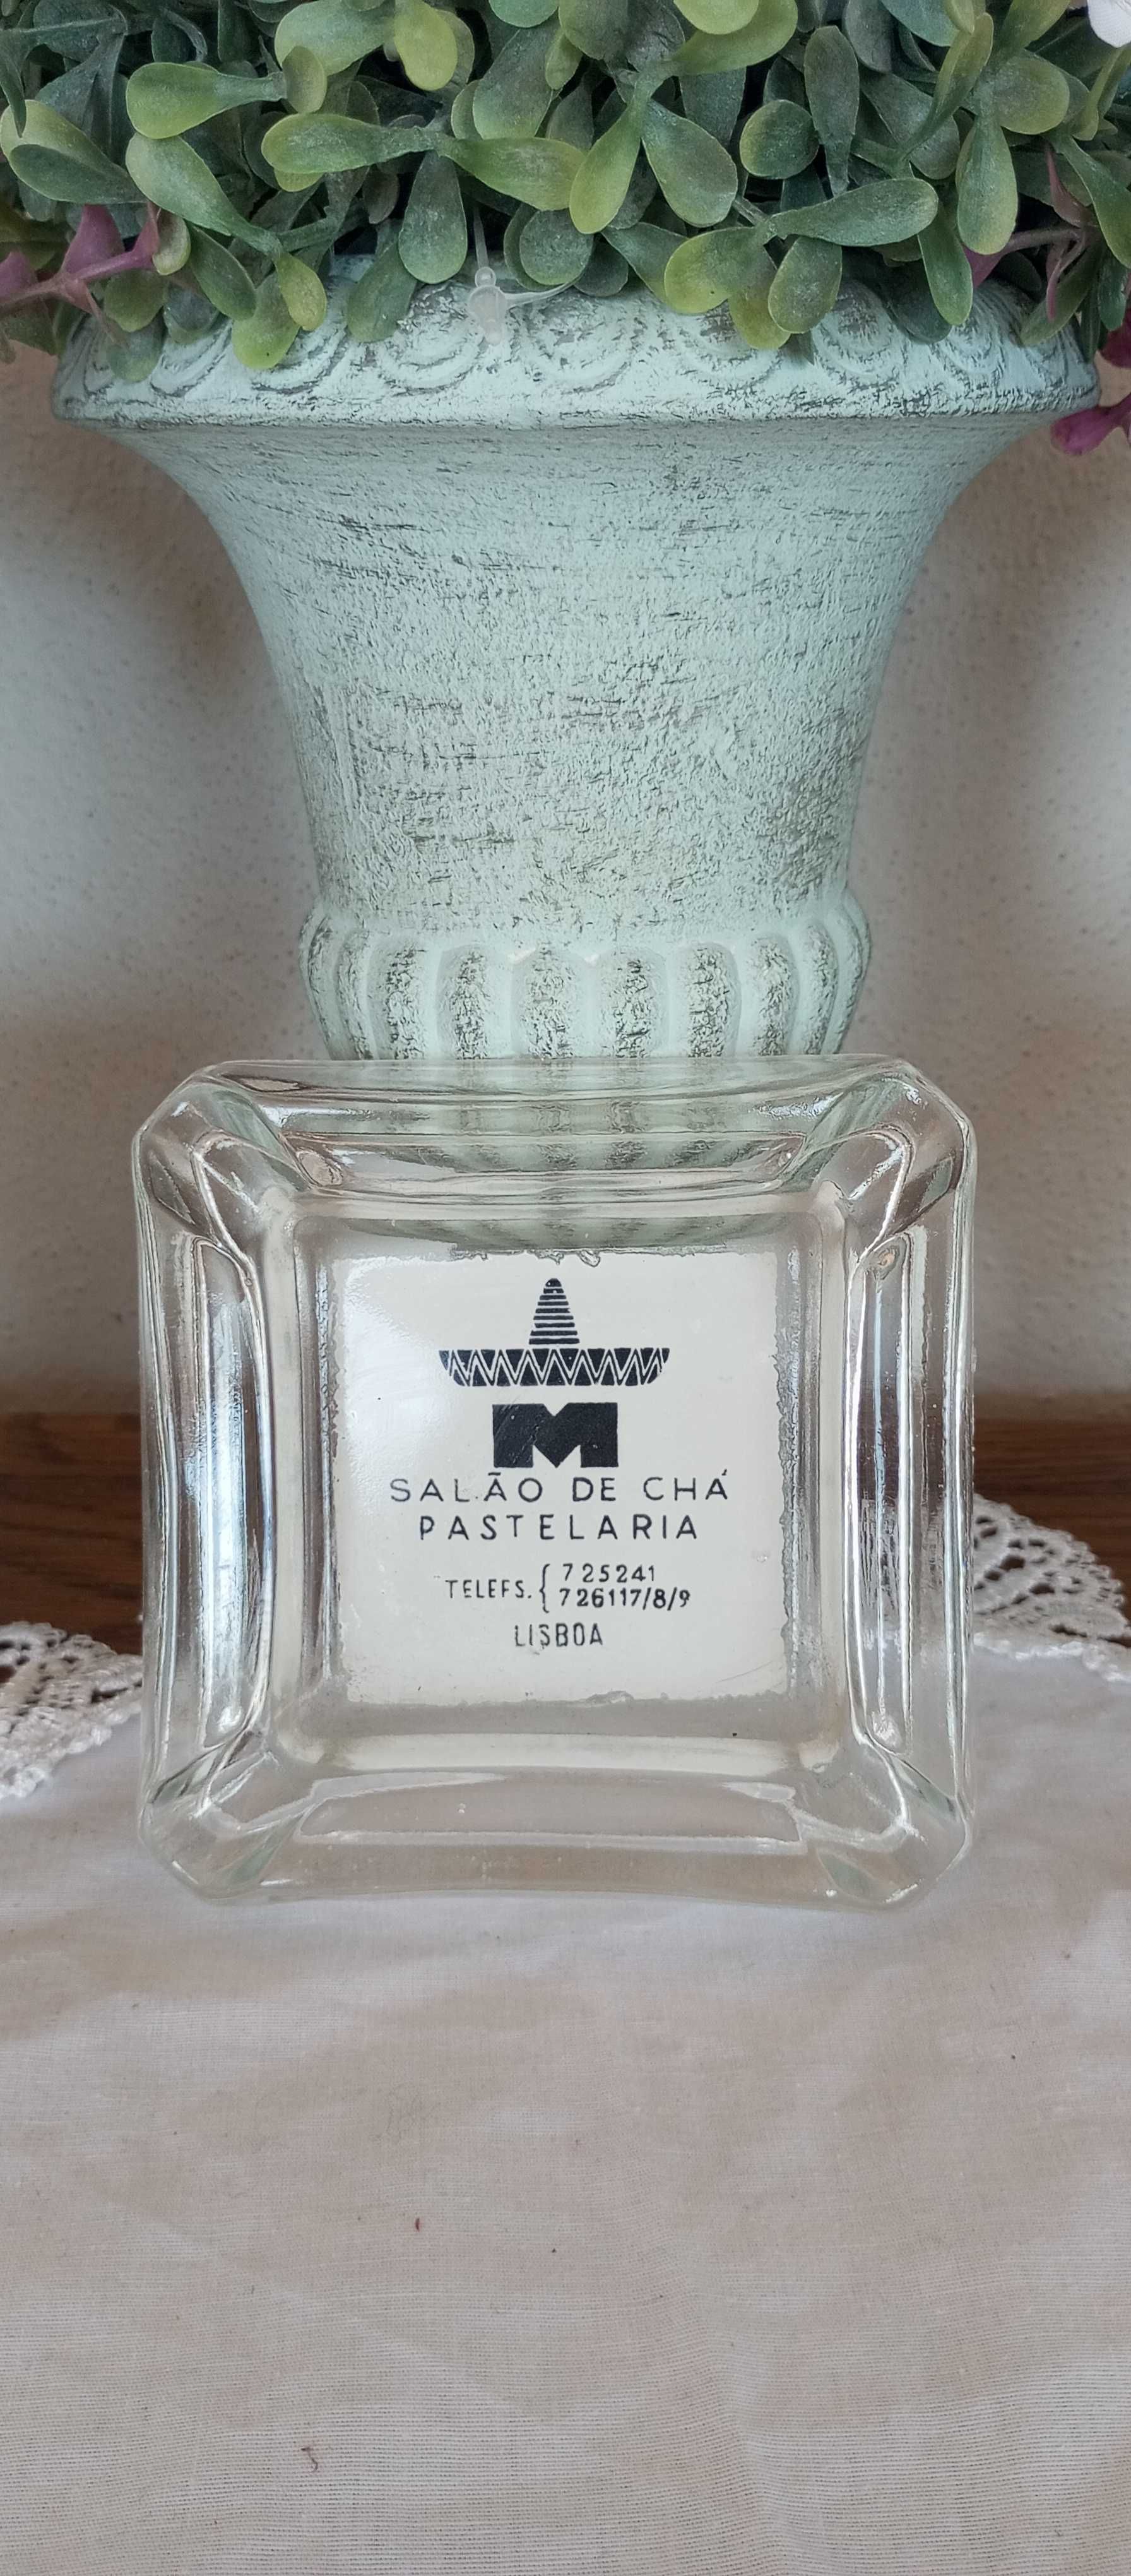 M
SALÃO DE CHÁ
PASTELARIA
TELEFS. { 725241
726117/8/9
LISBOA